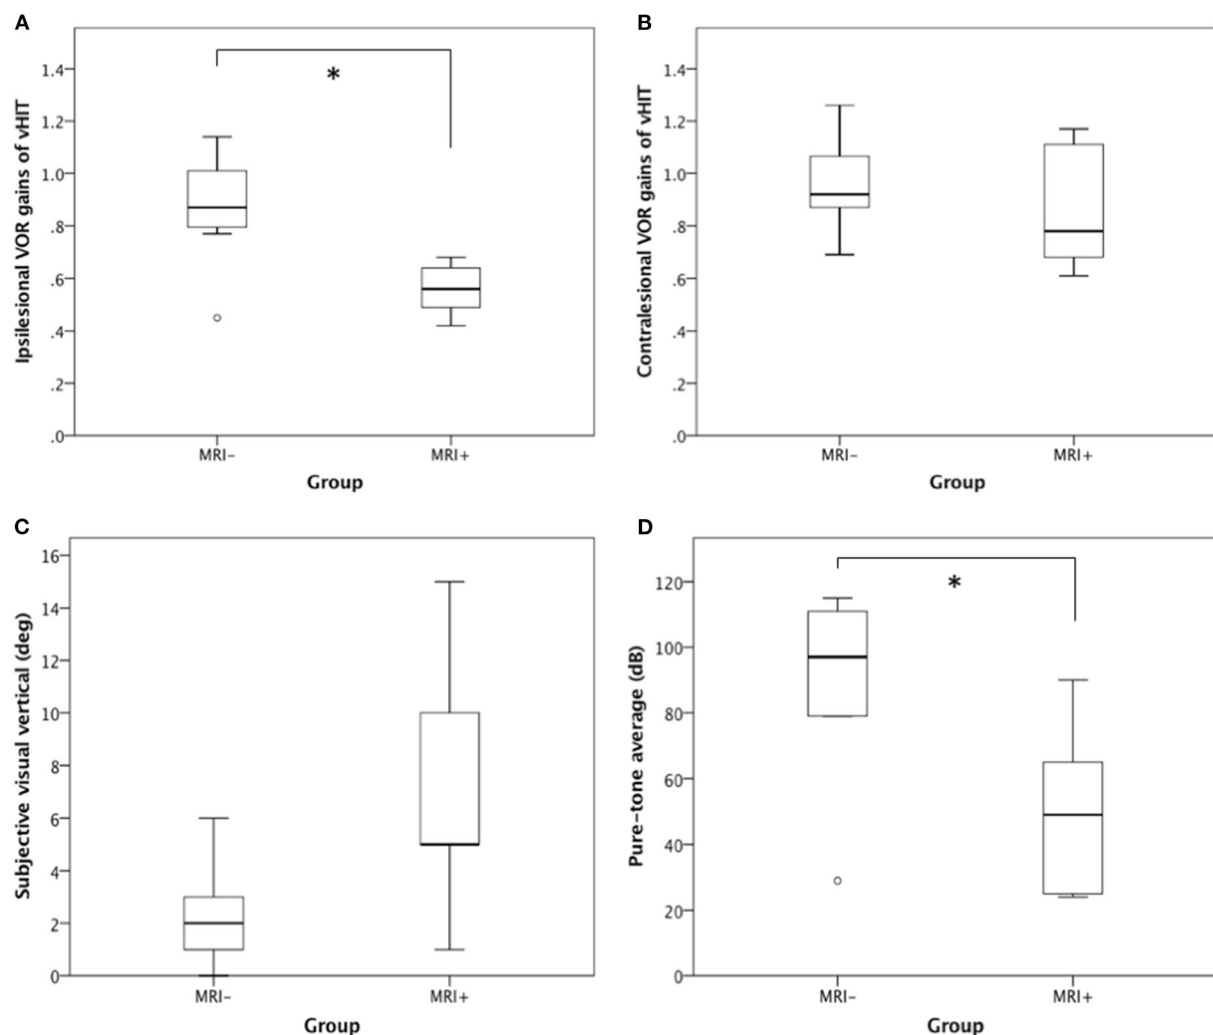 A
Ipsilesional VOR gains of vHIT
1.4
1.2
1.0
.8
.6
.4
.2
.0
*
MRI-
MRI+
Group
B
Contralesional VOR gains of vHIT
1.4
1.2
1.0
.8
.6
.4
.2
.0
MRI-
MRI+
Group
C
Subjective visual vertical (deg)
16
14
12
10
8
6
4
2
0
MRI-
MRI+
Group
D
Pure-tone average (dB)
120
100
80
60
40
20
0
*
MRI-
MRI+
Group